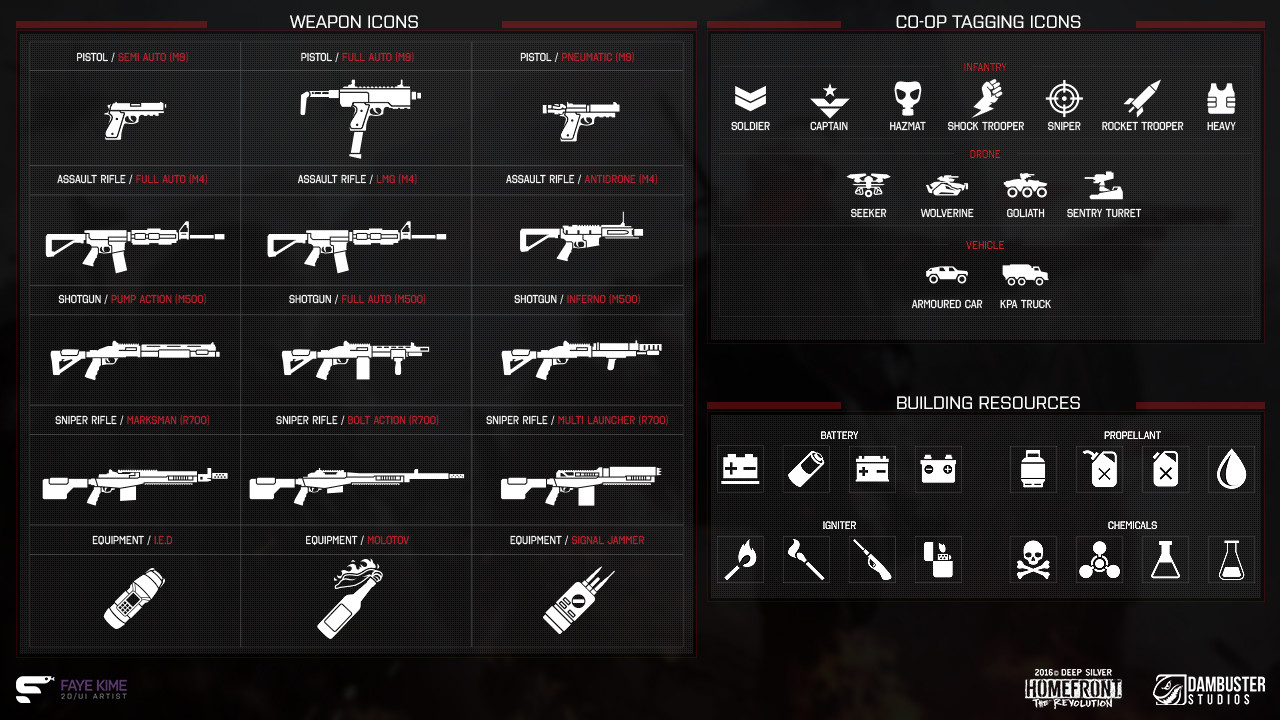 WEAPON ICONS
PISTOL / SEMI AUTO (M9)
PISTOL / FULL AUTO (M9)
PISTOL / PNEUMATIC (M9)
ASSAULT RIFLE / FULL AUTO (M4)
ASSAULT RIFLE / LMG (M4)
ASSAULT RIFLE / ANTIDRONE (M4)
SHOTGUN / PUMP ACTION (M500)
SHOTGUN / FULL AUTO (M500)
SHOTGUN / INFERNO (M500)
SNIPER RIFLE / MARKSMAN (R700)
SNIPER RIFLE / BOLT ACTION (R700)
SNIPER RIFLE / MULTI LAUNCHER (R700)
EQUIPMENT / I.E.D
EQUIPMENT / MOLOTOV
EQUIPMENT / SIGNAL JAMMER
CO-OP TAGGING ICONS
INFANTRY
SOLDIER
CAPTAIN
HAZMAT
SHOCK TROOPER
SNIPER
ROCKET TROOPER
HEAVY
DRONE
SEEKER
WOLVERINE
GOLIATH
SENTRY TURRET
VEHICLE
ARMOURED CAR
KPA TRUCK
BUILDING RESOURCES
BATTERY
PROPELLANT
IGNITER
CHEMICALS
FAYE KIME
2D/UI ARTIST
2016© DEEP SILVER
HOMEFRONT
THE REVOLUTION
DAMBUSTER
STUDIOS